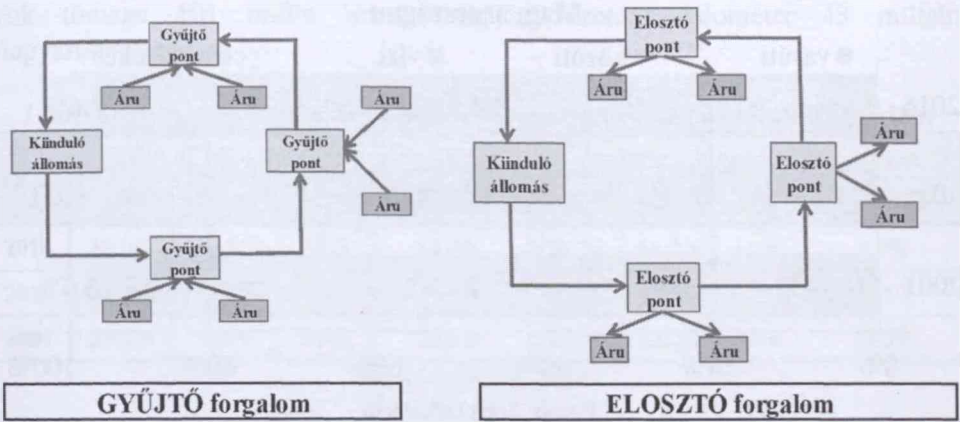 Gyűjtő
pont
Áru
Áru
Áru
Kiinduló
állomás
Gyűjtő
pont
Áru
Gyűjtő
pont
Áru
Áru
GYŰJTŐ forgalom
Elosztó
pont
Áru
Áru
Kiinduló
állomás
Elosztó
pont
Áru
Áru
Elosztó
pont
Áru
Áru
ELOSZTÓ forgalom